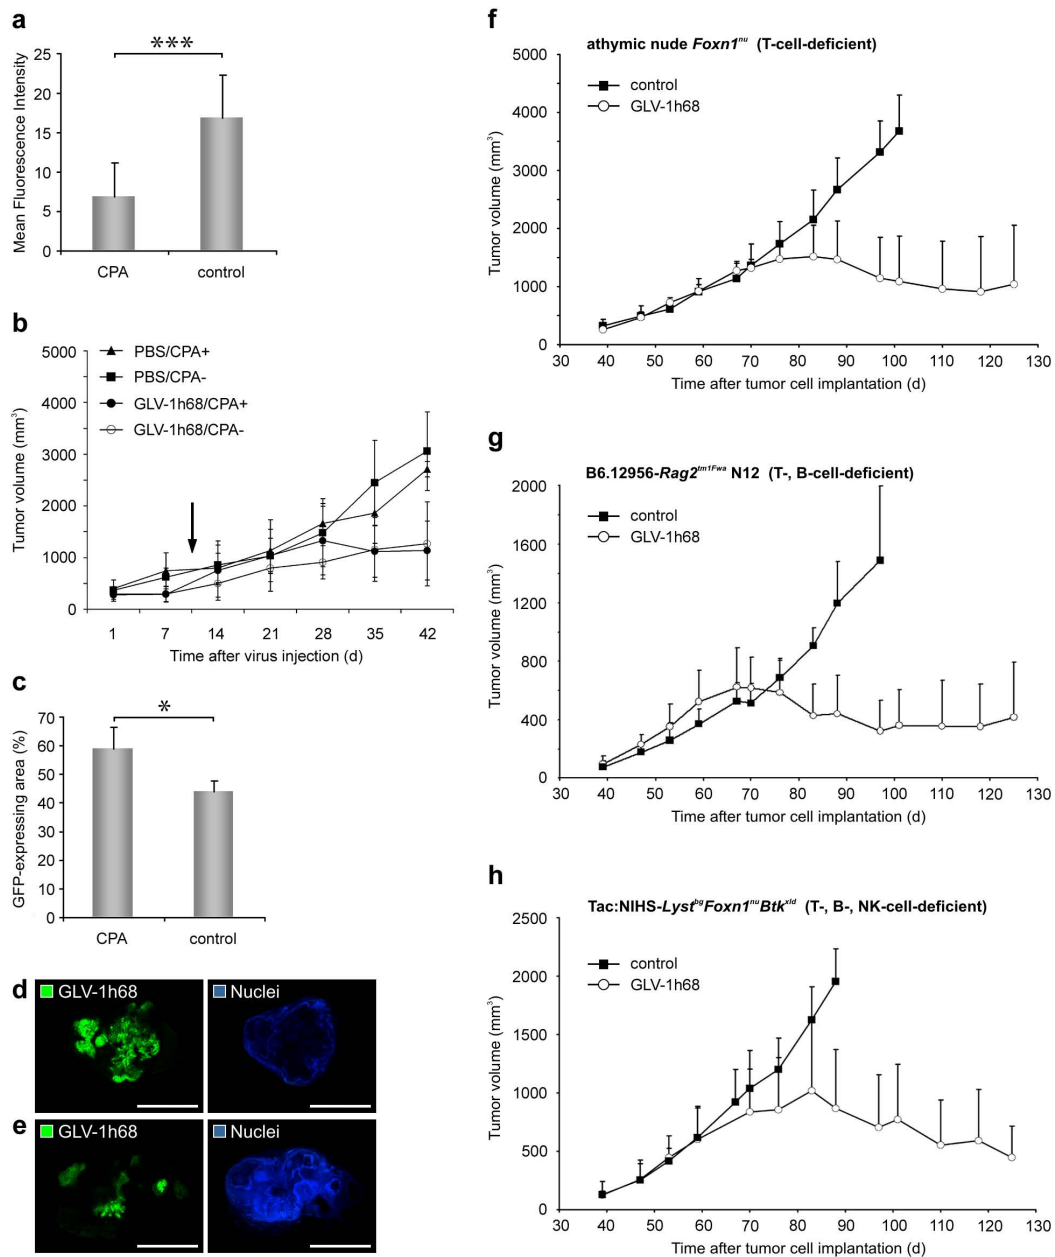 a
***
Mean Fluorescence Intensity
25
20
15
10
5
0
CPA control
b
Tumor volume (mm³)
5000
4000
3000
2000
1000
0
PBS/CPA+
PBS/CPA-
GLV-1h68/CPA+
GLV-1h68/CPA-
1 7 14 21 28 35 42
Time after virus injection (d)
c
*
GFP-expressing area (%)
70
60
50
40
30
20
10
0
CPA control
d
GLV-1h68
Nuclei
e
GLV-1h68
Nuclei
f
athymic nude Foxn1ⁿᵘ (T-cell-deficient)
Tumor volume (mm³)
5000
4000
3000
2000
1000
0
control
GLV-1h68
30 40 50 60 70 80 90 100 110 120 130
Time after tumor cell implantation (d)
g
B6.12956-Rag2ᵗᵐ¹ᶠʷᵃ N12 (T-, B-cell-deficient)
Tumor volume (mm³)
2000
1600
1200
800
400
0
control
GLV-1h68
30 40 50 60 70 80 90 100 110 120 130
Time after tumor cell implantation (d)
h
Tac:NIHS-LystᵇᵍFoxn1ⁿᵘBtkˣˡᵈ (T-, B-, NK-cell-deficient)
Tumor volume (mm³)
2500
2000
1500
1000
500
0
control
GLV-1h68
30 40 50 60 70 80 90 100 110 120 130
Time after tumor cell implantation (d)